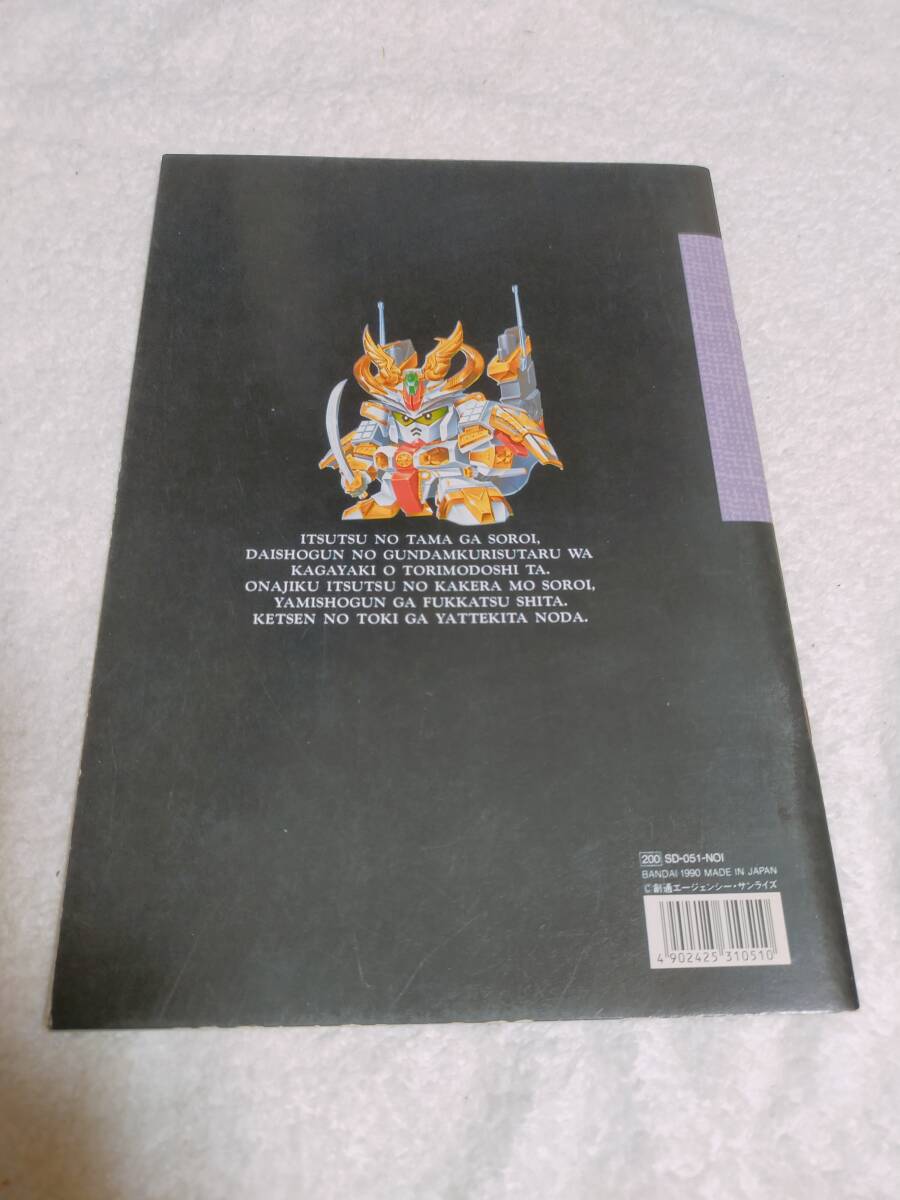 ITSUTSU NO TAMA GA SOROI,
DAISHOGUN NO GUNDAMKURISUTARU WA
KAGAYAKI O TORIMODOSHI TA.
ONAJIKU ITSUTSU NO KAKERA MO SOROI,
YAMISHOGUN GA FUKKATSU SHITA.
KETSEN NO TOKI GA YATTEKITA NODA.
200 SD-051-NOI
BANDAI 1990 MADE IN JAPAN
©創通エージェンシー・サンライズ
4 902425 310510